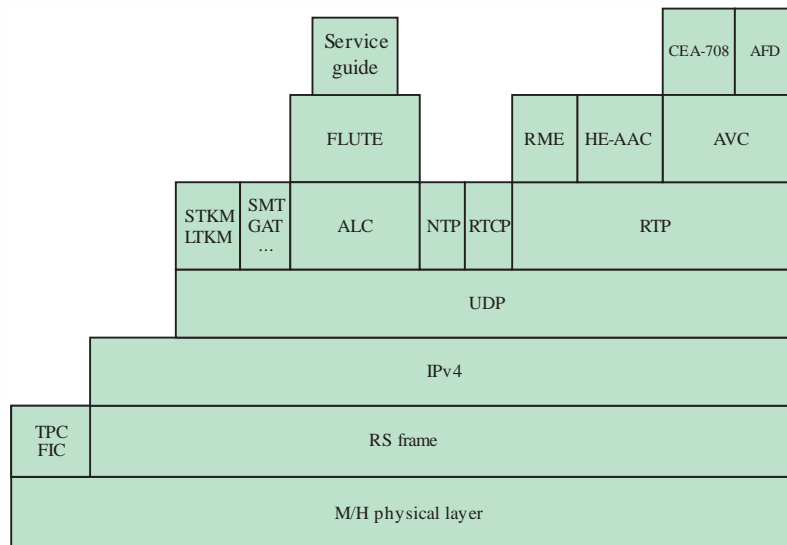 Service
guide
CEA-708
AFD
FLUTE
RME
HE-AAC
AVC
STKM
LTKM
SMT
GAT
...
ALC
NTP
RTCP
RTP
UDP
IPv4
TPC
FIC
RS frame
M/H physical layer